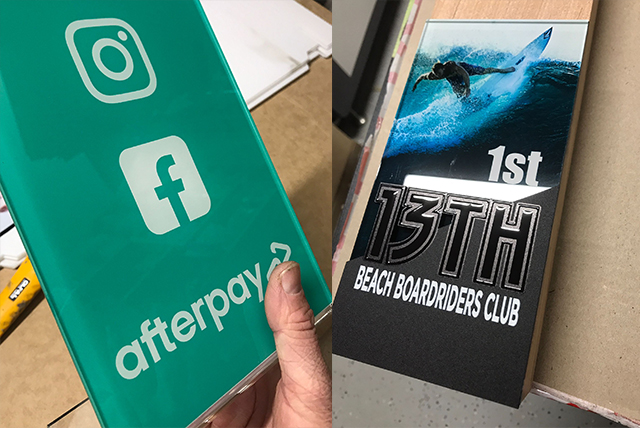 afterpay
1st
13TH
BEACH BOARDRIDERS CLUB